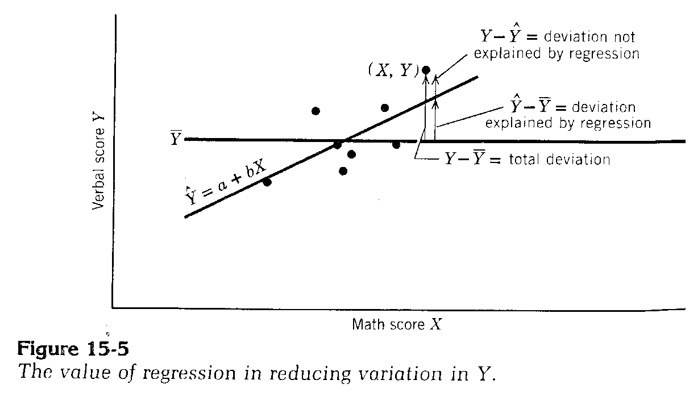 Y − Ŷ = deviation not
explained by regression
(X, Y)
Ŷ − Y̅ = deviation
explained by regression
Y̅
Y − Y̅ = total deviation
Ŷ = a + bX
Verbal score Y
Math score X
Figure 15-5
The value of regression in reducing variation in Y.